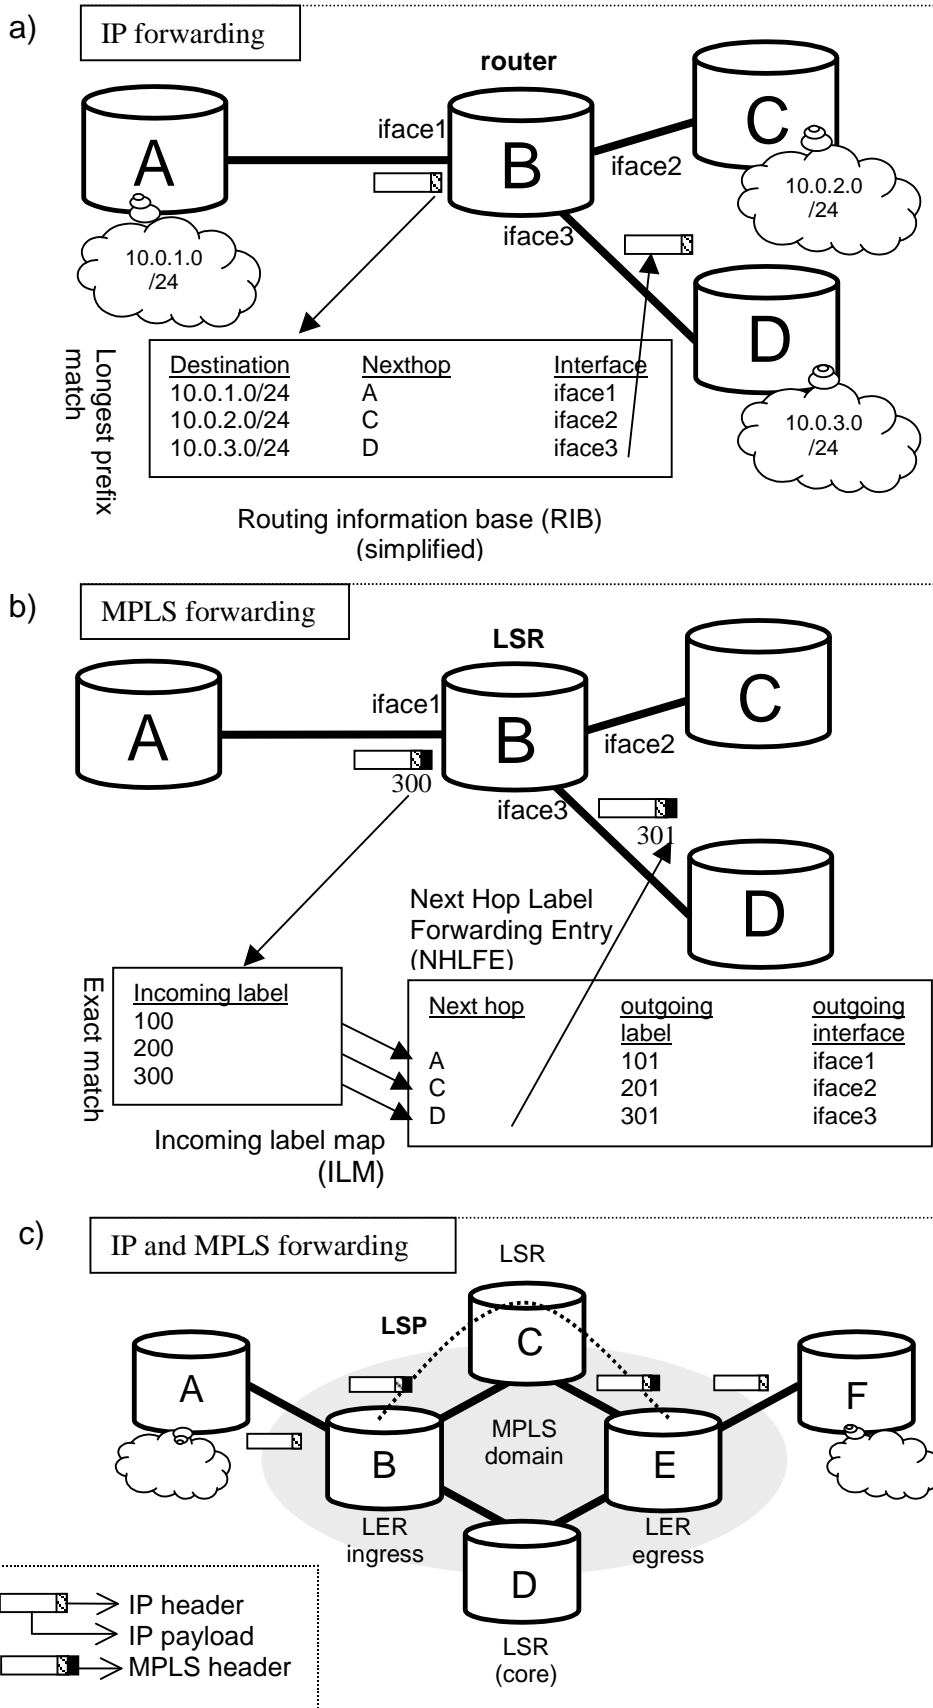 a)
IP forwarding
router
A
iface1
B
iface2
C
10.0.2.0
/24
iface3
10.0.1.0
/24
D
10.0.3.0
/24
Longest prefix
match
Destination Nexthop Interface
10.0.1.0/24 A iface1
10.0.2.0/24 C iface2
10.0.3.0/24 D iface3
Routing information base (RIB)
(simplified)
b)
MPLS forwarding
LSR
A
iface1
B
iface2
C
300
iface3
301
D
Next Hop Label
Forwarding Entry
(NHLFE)
Exact match
Incoming label
100
200
300
Next hop outgoing outgoing
label interface
A 101 iface1
C 201 iface2
D 301 iface3
Incoming label map
(ILM)
c)
IP and MPLS forwarding
LSR
LSP
C
A
F
MPLS
domain
B
E
LER
ingress
LER
egress
D
LSR
(core)
IP header
IP payload
MPLS header